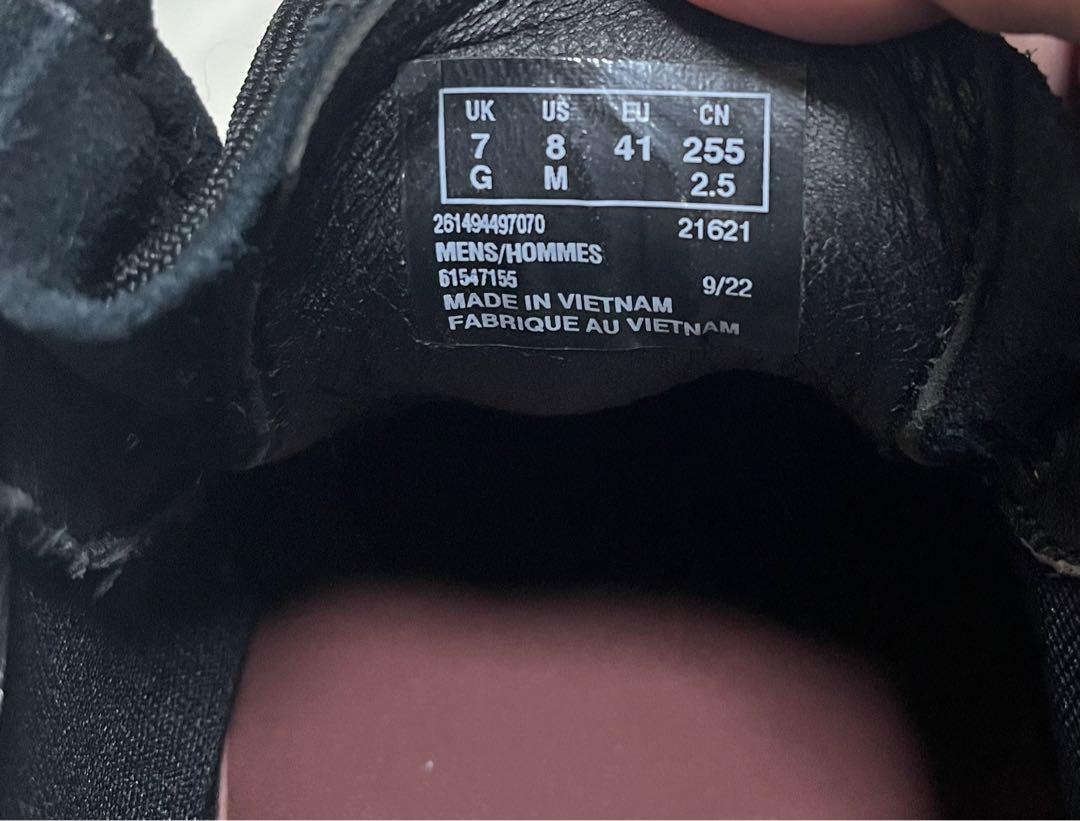 UK US EU CN
7 8 41 255
G M 2.5
261494497070 21621
MENS/HOMMES
61547155 9/22
MADE IN VIETNAM
FABRIQUE AU VIETNAM